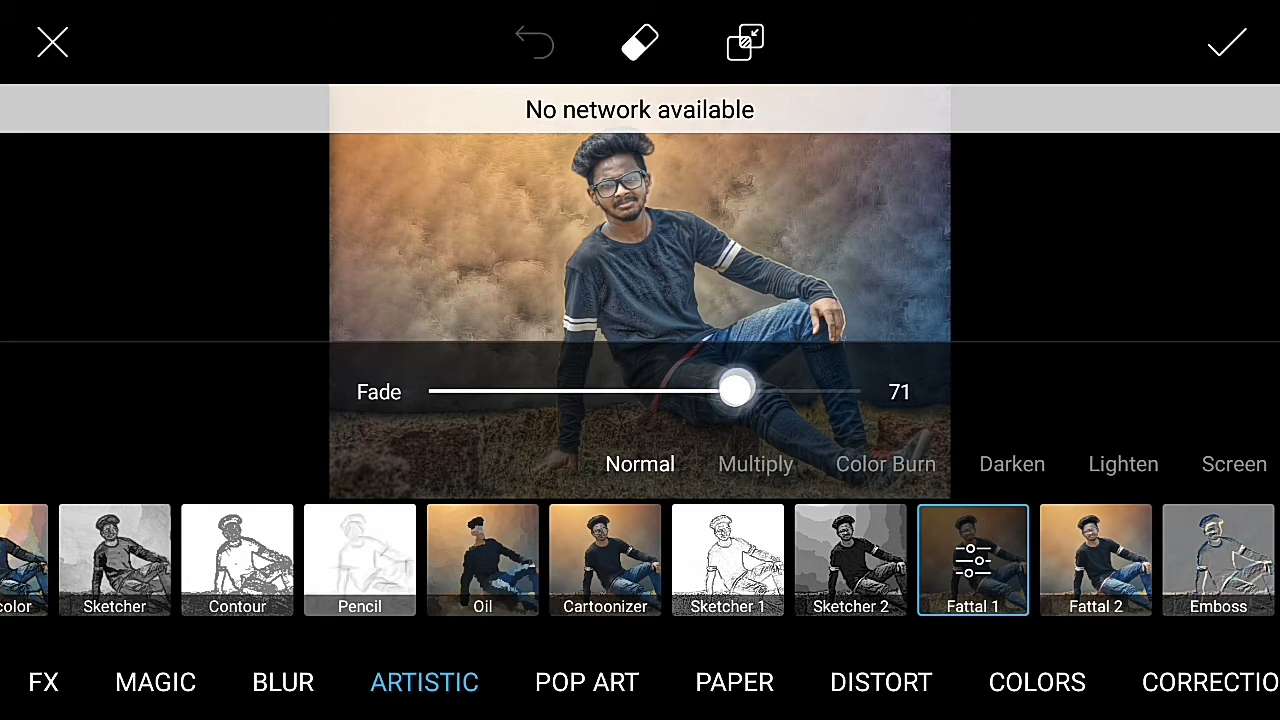 No network available
Fade 71
Normal Multiply Color Burn Darken Lighten Screen
color Sketcher Contour Pencil Oil Cartoonizer Sketcher 1 Sketcher 2 Fattal 1 Fattal 2 Emboss
FX MAGIC BLUR ARTISTIC POP ART PAPER DISTORT COLORS CORRECTIO